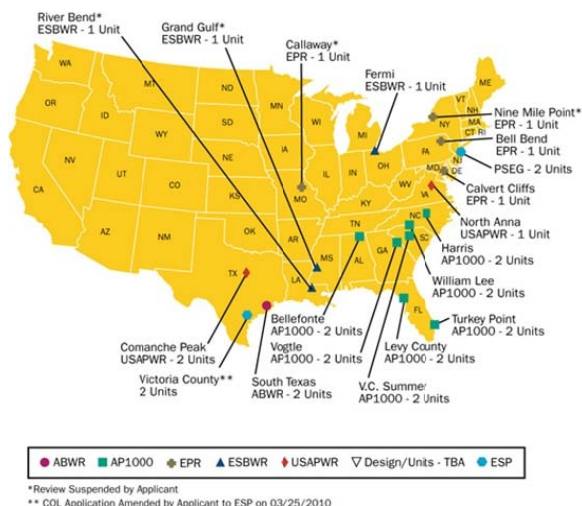 River Bend*
ESBWR - 1 Unit
Grand Gulf*
ESBWR - 1 Unit
Callaway*
EPR - 1 Unit
Fermi
ESBWR - 1 Unit
Nine Mile Point*
EPR - 1 Unit
Bell Bend
EPR - 1 Unit
PSEG - 2 Units
Calvert Cliffs
EPR - 1 Unit
North Anna
USAPWR - 1 Unit
Harris
AP1000 - 2 Units
William Lee
AP1000 - 2 Units
Turkey Point
AP1000 - 2 Units
Levy County
AP1000 - 2 Units
V.C. Summer
AP1000 - 2 Units
Bellefonte
AP1000 - 2 Units
Vogtle
AP1000 - 2 Units
South Texas
ABWR - 2 Units
Victoria County**
2 Units
Comanche Peak
USAPWR - 2 Units
WA
MT
ND
MN
ME
VT
NH
OR
ID
SD
WI
MI
NY
MA
CT
RI
WY
NE
IA
PA
NJ
NV
UT
CO
KS
MO
IL
IN
OH
WV
MD
DE
VA
CA
AZ
NM
OK
AR
KY
TN
NC
SC
TX
LA
MS
AL
GA
FL
ABWR
AP1000
EPR
ESBWR
USAPWR
Design/Units - TBA
ESP
*Review Suspended by Applicant
** COL Application Amended by Applicant to ESP on 03/25/2010